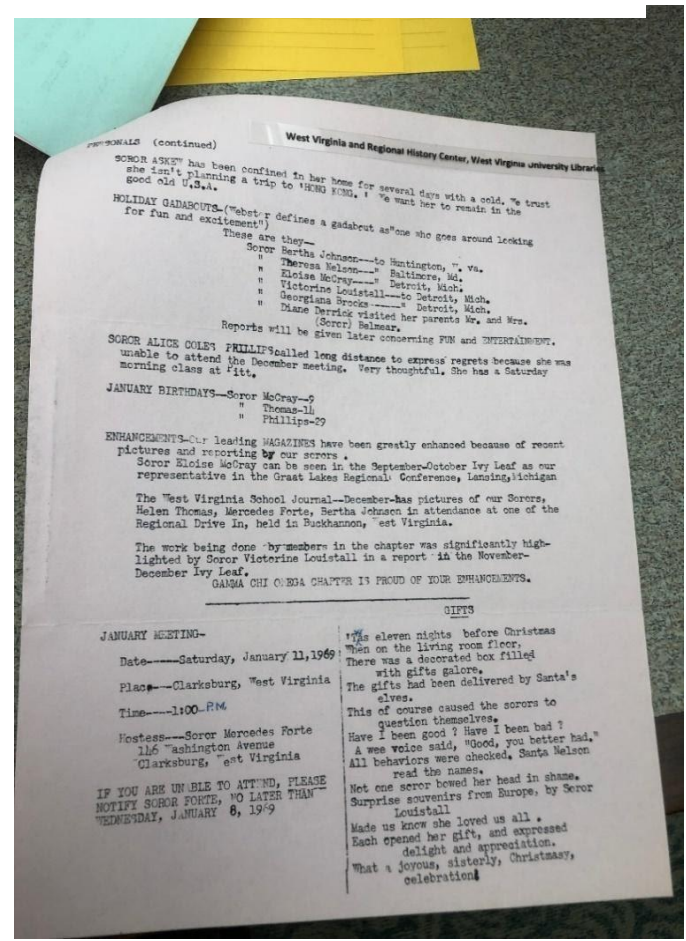 West Virginia and Regional History Center, West Virginia University Libraries
PERSONALS (continued)
SOROR ASKEW has been confined in her home for several days with a cold. We trust
she isn't planning a trip to 'HONG KONG.' We want her to remain in the
good old U.S.A.
HOLIDAY GADABOUTS-(Webster defines a gadabout as"one who goes around looking
for fun and excitement")
These are they—
Soror Bertha Johnson---to Huntington, W. va.
" Theresa Nelson---" Baltimore, Md.
" Eloise McCray----" Detroit, Mich.
" Victorine Louistall---to Detroit, Mich.
" Georgiana Brocks-----" Detroit, Mich.
" Diane Derrick visited her parents Mr. and Mrs.
(Soror) Belmear.
Reports will be given later concerning FUN and ENTERTAINMENT.
SOROR ALICE COLES PHILLIPS called long distance to express regrets because she was
unable to attend the December meeting. Very thoughtful. She has a Saturday
morning class at Pitt.
JANUARY BIRTHDAYS—Soror McCray—9
" Thomas-14
" Phillips-29
ENHANCEMENTS-Our leading MAGAZINES have been greatly enhanced because of recent
pictures and reporting by our sorors .
Soror Eloise McCray can be seen in the September-October Ivy Leaf as our
representative in the Great Lakes Regional Conference, Lansing,Michigan
The West Virginia School Journal--December-has pictures of our Sorors,
Helen Thomas, Mercedes Forte, Bertha Johnson in attendance at one of the
Regional Drive In, held in Buckhannon, West Virginia.
The work being done by members in the chapter was significantly high-
lighted by Soror Victorine Louistall in a report in the November-
December Ivy Leaf.
GAMMA CHI OMEGA CHAPTER IS PROUD OF YOUR ENHANCEMENTS.
JANUARY MEETING-
Date-----Saturday, January 11,1969
Place---Clarksburg, West Virginia
Time----1:00 P.M.
Hostess----Soror Mercedes Forte
146 Washington Avenue
Clarksburg, West Virginia
IF YOU ARE UNABLE TO ATTEND, PLEASE
NOTIFY SOROR FORTE, NO LATER THAN
WEDNESDAY, JANUARY 8, 1969
GIFTS
'Twas eleven nights before Christmas
When on the living room floor,
There was a decorated box filled
with gifts galore.
The gifts had been delivered by Santa's
elves.
This of course caused the sorors to
question themselves.
Have I been good ? Have I been bad ?
A wee voice said, "Good, you better had."
All behaviors were checked. Santa Nelson
read the names.
Not one soror bowed her head in shame.
Surprise souvenirs from Europe, by Soror
Louistall
Made us know she loved us all .
Each opened her gift, and expressed
delight and appreciation.
What a joyous, sisterly, Christmasy,
celebration!